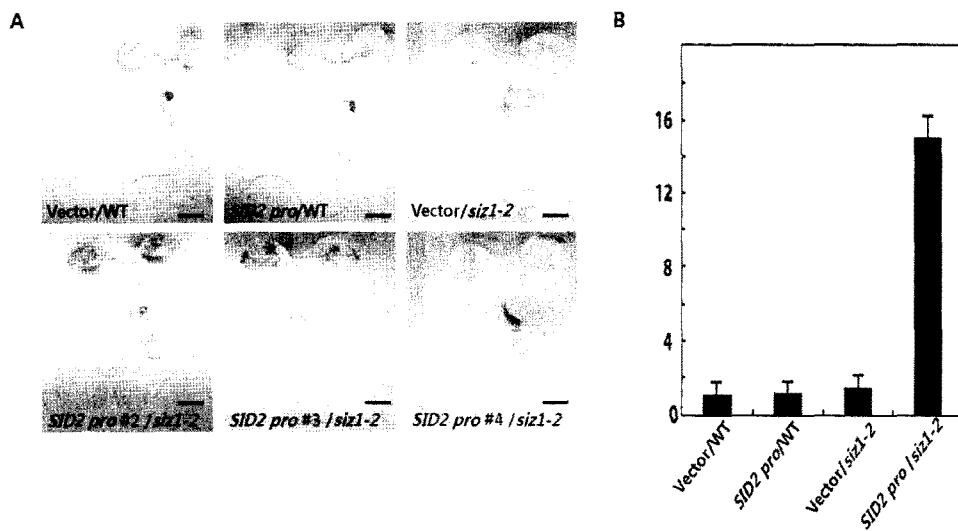 A
Vector/WT
SID2 pro/WT
Vector/siz1-2
SID2 pro #2 /siz1-2
SID2 pro #3 /siz1-2
SID2 pro #4 /siz1-2
B
16
12
8
4
0
Vector/WT
SID2 pro/WT
Vector/siz1-2
SID2 pro /siz1-2